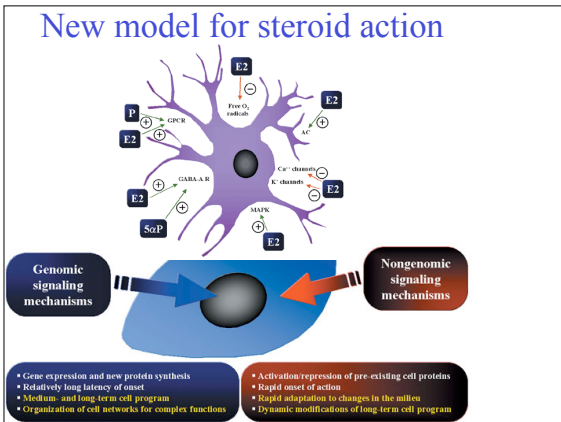 New model for steroid action
E2
−
Free O2
radicals
E2
+
AC
P
+
GPCR
E2
+
Ca++ channels
−
K+ channels
E2
−
GABA-A R
+
E2
+
5αP
MAPK
+
E2
Genomic
signaling
mechanisms
Nongenomic
signaling
mechanisms
▪ Gene expression and new protein synthesis
▪ Relatively long latency of onset
▪ Medium- and long-term cell program
▪ Organization of cell networks for complex functions
▪ Activation/repression of pre-existing cell proteins
▪ Rapid onset of action
▪ Rapid adaptation to changes in the milieu
▪ Dynamic modifications of long-term cell program